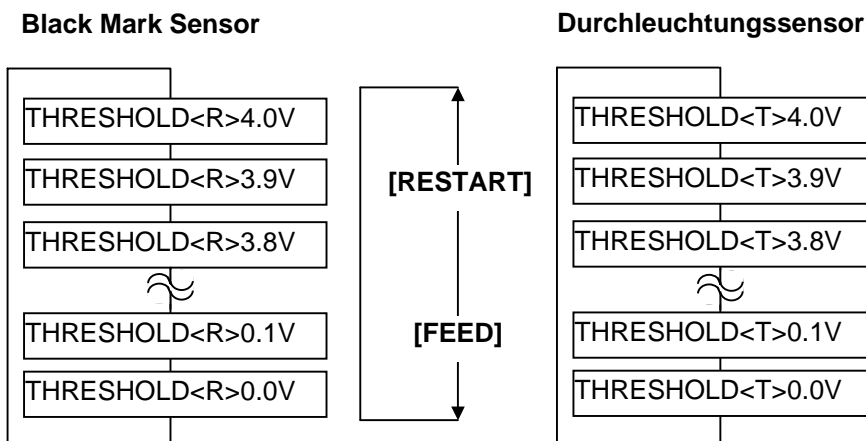 Black Mark Sensor
THRESHOLD<R>4.0V
THRESHOLD<R>3.9V
THRESHOLD<R>3.8V
THRESHOLD<R>0.1V
THRESHOLD<R>0.0V
[RESTART]
[FEED]
Durchleuchtungssensor
THRESHOLD<T>4.0V
THRESHOLD<T>3.9V
THRESHOLD<T>3.8V
THRESHOLD<T>0.1V
THRESHOLD<T>0.0V